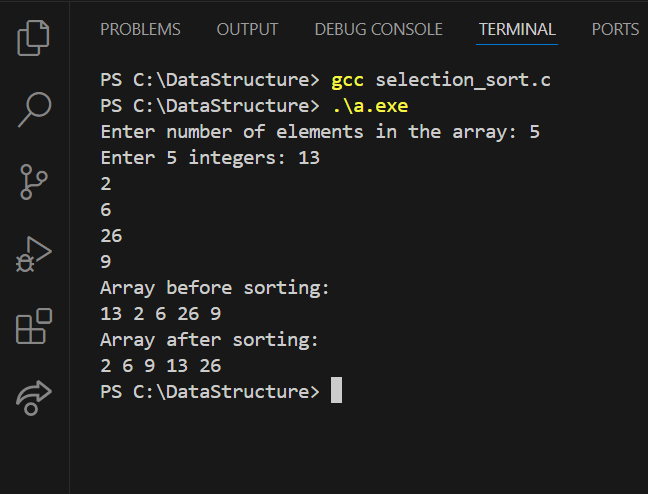 PROBLEMS OUTPUT DEBUG CONSOLE TERMINAL PORTS
PS C:\DataStructure> gcc selection_sort.c
PS C:\DataStructure> .\a.exe
Enter number of elements in the array: 5
Enter 5 integers: 13
2
6
26
9
Array before sorting:
13 2 6 26 9
Array after sorting:
2 6 9 13 26
PS C:\DataStructure>